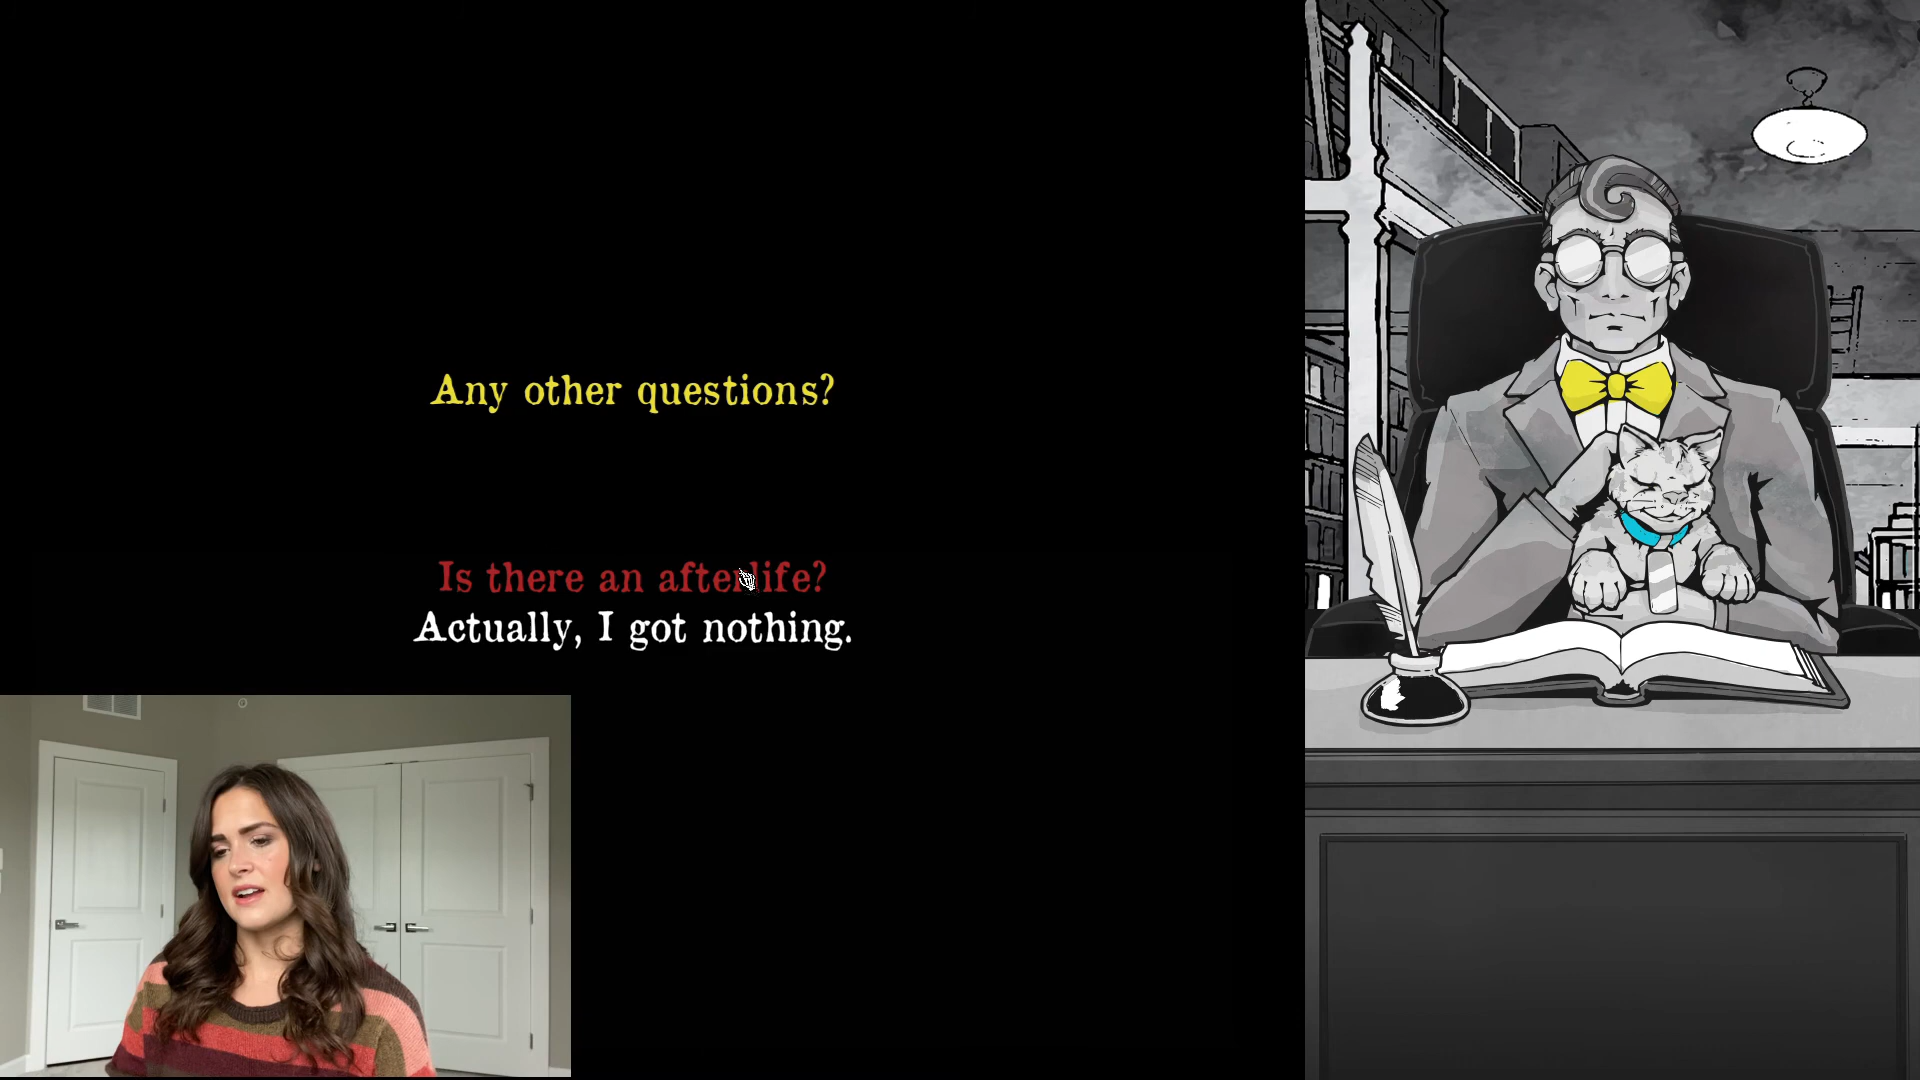 Any other questions?
Is there an afterlife?
Actually, I got nothing.